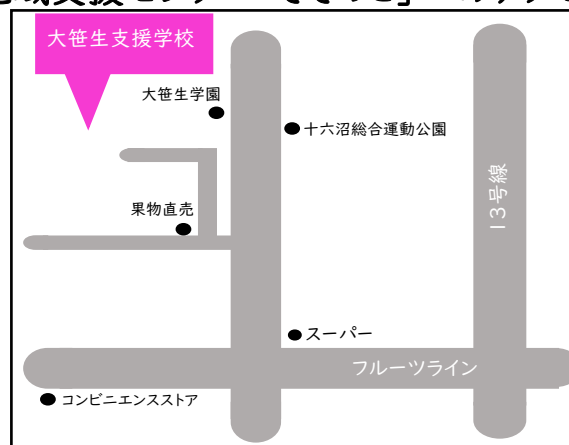 大笹生支援学校
大笹生学園
十六沼総合運動公園
果物直売
13号線
スーパー
フルーツライン
コンビニエンスストア